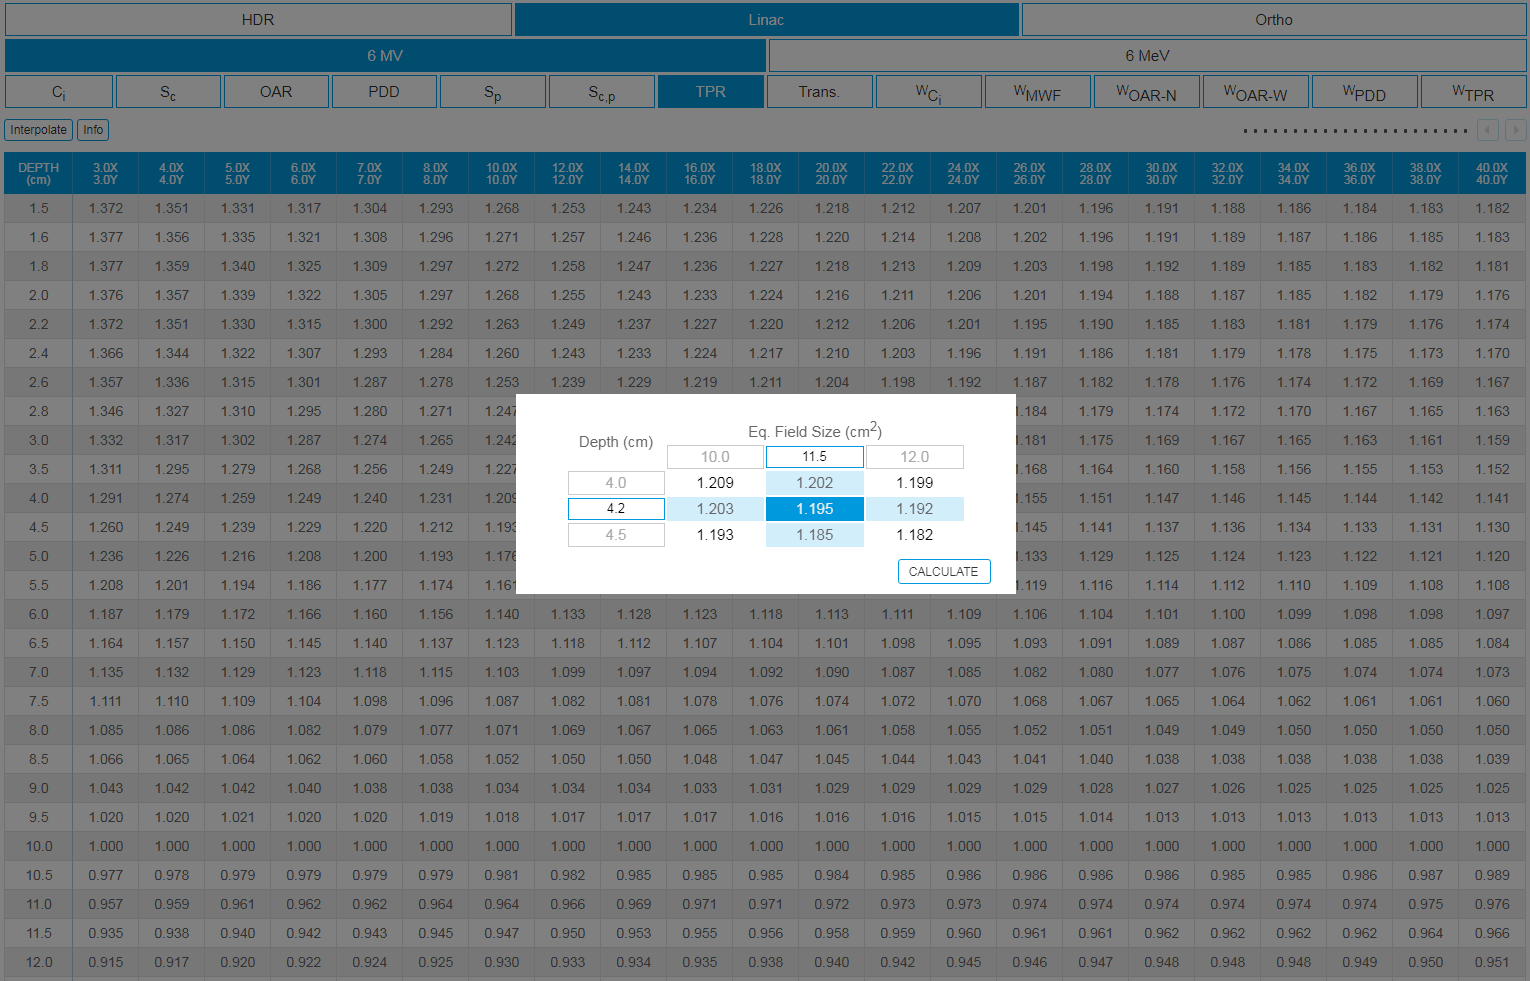 HDR Linac Ortho
6 MV 6 MeV
Ci Sc OAR PDD Sp Sc,p TPR Trans. WCi WMWF WOAR-N WOAR-W WPDD WTPR
Interpolate Info
DEPTH (cm) 3.0X 3.0Y 4.0X 4.0Y 5.0X 5.0Y 6.0X 6.0Y 7.0X 7.0Y 8.0X 8.0Y 10.0X 10.0Y 12.0X 12.0Y 14.0X 14.0Y 16.0X 16.0Y 18.0X 18.0Y 20.0X 20.0Y 22.0X 22.0Y 24.0X 24.0Y 26.0X 26.0Y 28.0X 28.0Y 30.0X 30.0Y 32.0X 32.0Y 34.0X 34.0Y 36.0X 36.0Y 38.0X 38.0Y 40.0X 40.0Y
1.5 1.372 1.351 1.331 1.317 1.304 1.293 1.268 1.253 1.243 1.234 1.226 1.218 1.212 1.207 1.201 1.196 1.191 1.188 1.186 1.184 1.183 1.182
1.6 1.377 1.356 1.335 1.321 1.308 1.296 1.271 1.257 1.246 1.236 1.228 1.220 1.214 1.208 1.202 1.196 1.191 1.189 1.187 1.186 1.185 1.183
1.8 1.377 1.359 1.340 1.325 1.309 1.297 1.272 1.258 1.247 1.236 1.227 1.218 1.213 1.209 1.203 1.198 1.192 1.189 1.185 1.183 1.182 1.181
2.0 1.376 1.357 1.339 1.322 1.305 1.297 1.268 1.255 1.243 1.233 1.224 1.216 1.211 1.206 1.201 1.194 1.188 1.187 1.185 1.182 1.179 1.176
2.2 1.372 1.351 1.330 1.315 1.300 1.292 1.263 1.249 1.237 1.227 1.220 1.212 1.206 1.201 1.195 1.190 1.185 1.183 1.181 1.179 1.176 1.174
2.4 1.366 1.344 1.322 1.307 1.293 1.284 1.260 1.243 1.233 1.224 1.217 1.210 1.203 1.196 1.191 1.186 1.181 1.179 1.178 1.175 1.173 1.170
2.6 1.357 1.336 1.315 1.301 1.287 1.278 1.253 1.239 1.229 1.219 1.211 1.204 1.198 1.192 1.187 1.182 1.178 1.176 1.174 1.172 1.169 1.167
2.8 1.346 1.327 1.310 1.295 1.280 1.271 1.247 1.184 1.179 1.174 1.172 1.170 1.167 1.165 1.163
3.0 1.332 1.317 1.302 1.287 1.274 1.265 1.242 1.181 1.175 1.169 1.167 1.165 1.163 1.161 1.159
3.5 1.311 1.295 1.279 1.268 1.256 1.249 1.227 1.168 1.164 1.160 1.158 1.156 1.155 1.153 1.152
4.0 1.291 1.274 1.259 1.249 1.240 1.231 1.209 1.155 1.151 1.147 1.146 1.145 1.144 1.142 1.141
4.5 1.260 1.249 1.239 1.229 1.220 1.212 1.193 1.145 1.141 1.137 1.136 1.134 1.133 1.131 1.130
5.0 1.236 1.226 1.216 1.208 1.200 1.193 1.176 1.133 1.129 1.125 1.124 1.123 1.122 1.121 1.120
5.5 1.208 1.201 1.194 1.186 1.177 1.174 1.161 1.119 1.116 1.114 1.112 1.110 1.109 1.108 1.108
Depth (cm) Eq. Field Size (cm2)
10.0 11.5 12.0
4.0 1.209 1.202 1.199
4.2 1.203 1.195 1.192
4.5 1.193 1.185 1.182
CALCULATE
6.0 1.187 1.179 1.172 1.166 1.160 1.156 1.140 1.133 1.128 1.123 1.118 1.113 1.111 1.109 1.106 1.104 1.101 1.100 1.099 1.098 1.098 1.097
6.5 1.164 1.157 1.150 1.145 1.140 1.137 1.123 1.118 1.112 1.107 1.104 1.101 1.098 1.095 1.093 1.091 1.089 1.087 1.086 1.085 1.085 1.084
7.0 1.135 1.132 1.129 1.123 1.118 1.115 1.103 1.099 1.097 1.094 1.092 1.090 1.087 1.085 1.082 1.080 1.077 1.076 1.075 1.074 1.074 1.073
7.5 1.111 1.110 1.109 1.104 1.098 1.096 1.087 1.082 1.081 1.078 1.076 1.074 1.072 1.070 1.068 1.067 1.065 1.064 1.062 1.061 1.061 1.060
8.0 1.085 1.086 1.086 1.082 1.079 1.077 1.071 1.069 1.067 1.065 1.063 1.061 1.058 1.055 1.052 1.051 1.049 1.049 1.050 1.050 1.050 1.050
8.5 1.066 1.065 1.064 1.062 1.060 1.058 1.052 1.050 1.050 1.048 1.047 1.045 1.044 1.043 1.041 1.040 1.038 1.038 1.038 1.038 1.038 1.039
9.0 1.043 1.042 1.042 1.040 1.038 1.038 1.034 1.034 1.034 1.033 1.031 1.029 1.029 1.029 1.029 1.028 1.027 1.026 1.025 1.025 1.025 1.025
9.5 1.020 1.020 1.021 1.020 1.020 1.019 1.018 1.017 1.017 1.017 1.016 1.016 1.016 1.015 1.015 1.014 1.013 1.013 1.013 1.013 1.013 1.013
10.0 1.000 1.000 1.000 1.000 1.000 1.000 1.000 1.000 1.000 1.000 1.000 1.000 1.000 1.000 1.000 1.000 1.000 1.000 1.000 1.000 1.000 1.000
10.5 0.977 0.978 0.979 0.979 0.979 0.979 0.981 0.982 0.985 0.985 0.985 0.984 0.985 0.986 0.986 0.986 0.986 0.985 0.985 0.986 0.987 0.989
11.0 0.957 0.959 0.961 0.962 0.962 0.964 0.964 0.966 0.969 0.971 0.971 0.972 0.973 0.973 0.974 0.974 0.974 0.974 0.974 0.974 0.975 0.976
11.5 0.935 0.938 0.940 0.942 0.943 0.945 0.947 0.950 0.953 0.955 0.956 0.958 0.959 0.960 0.961 0.961 0.962 0.962 0.962 0.962 0.964 0.966
12.0 0.915 0.917 0.920 0.922 0.924 0.925 0.930 0.933 0.934 0.935 0.938 0.940 0.942 0.945 0.946 0.947 0.948 0.948 0.948 0.949 0.950 0.951